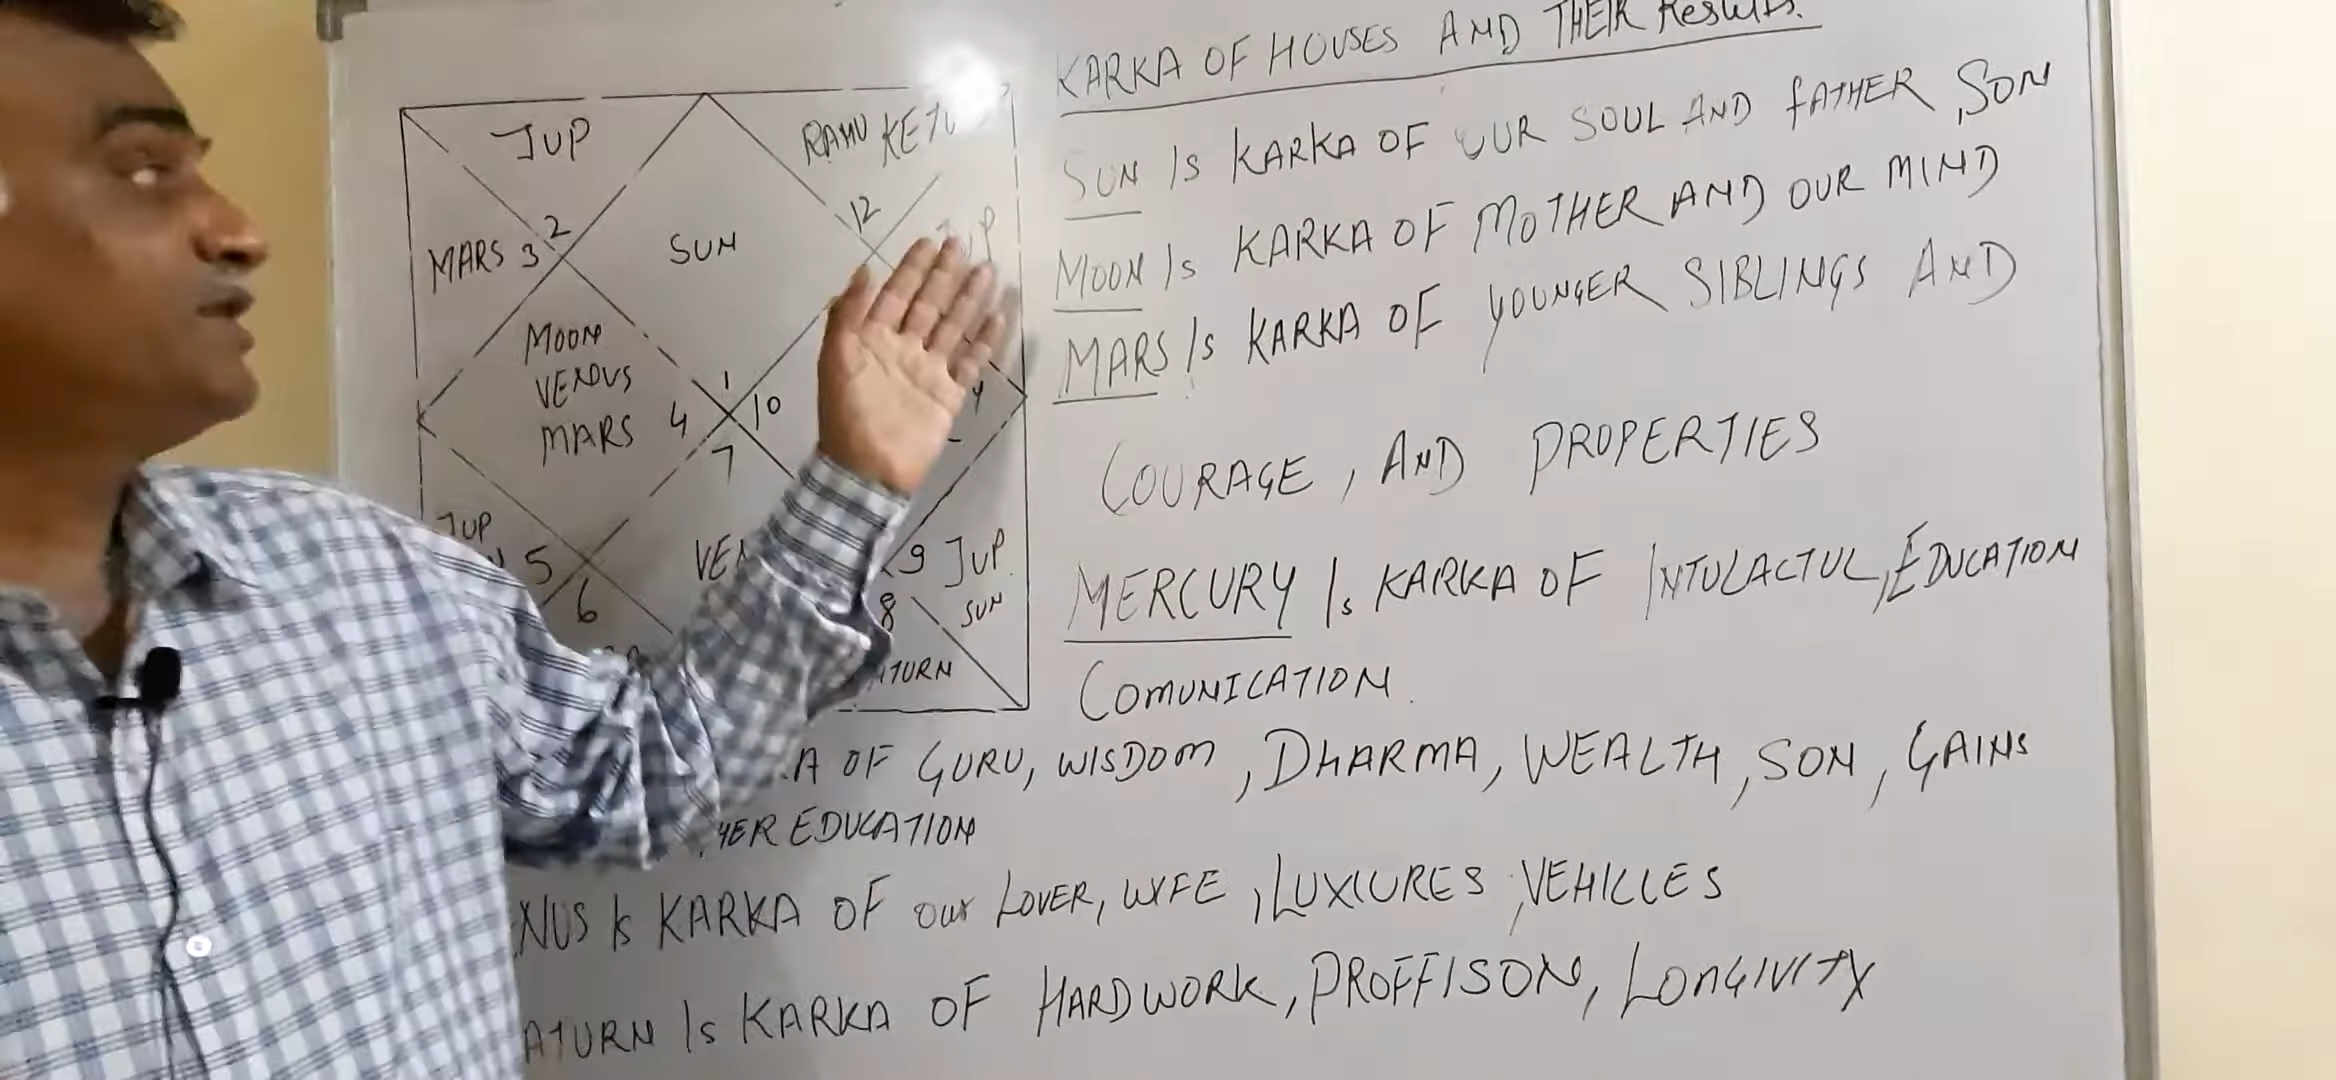 KARKA OF HOUSES AND THEIR Results.
JUP
RAHU KETU
12
2
MARS 3
SUN
JUP
MOON
VENUS
MARS 4
1
10
7
JUP
5
6
9 JUP
SUN
8
SUN IS KARKA OF OUR SOUL AND fATHER, SON
MOON IS KARKA OF MOTHER AND OUR MIND
MARS IS KARKA OF YOUNGER SIBLINGS AND
COURAGE, AND PROPERTIES
MERCURY IS KARKA OF INTULACTUL, EDUCATION
COMUNICATION.
OF GURU, WISDOM, DHARMA, WEALTH, SON, GAINS
EDUCATION
IS KARKA OF our LOVER, WIFE, LUXIURES, VEHICLES
IS KARKA OF HARDWORK, PROFFISON, LONGIVITY